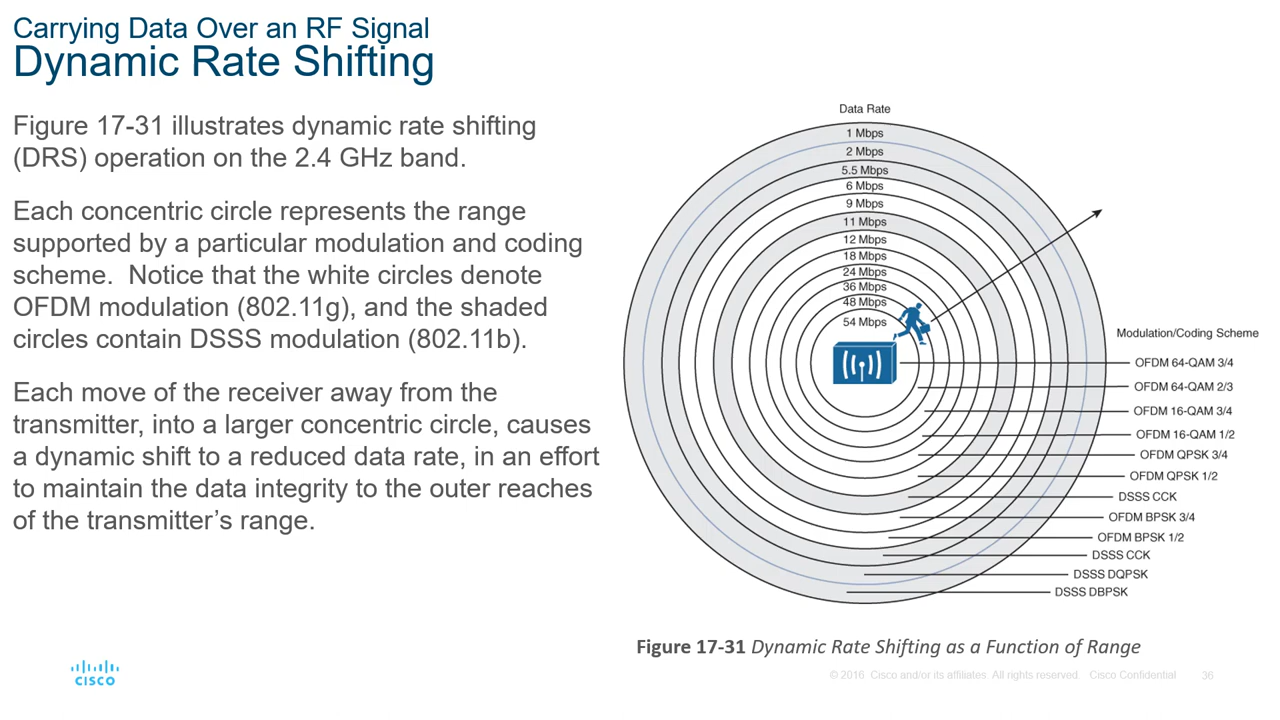 Carrying Data Over an RF Signal
Dynamic Rate Shifting
Figure 17-31 illustrates dynamic rate shifting
(DRS) operation on the 2.4 GHz band.
Each concentric circle represents the range
supported by a particular modulation and coding
scheme.  Notice that the white circles denote
OFDM modulation (802.11g), and the shaded
circles contain DSSS modulation (802.11b).
Each move of the receiver away from the
transmitter, into a larger concentric circle, causes
a dynamic shift to a reduced data rate, in an effort
to maintain the data integrity to the outer reaches
of the transmitter’s range.
Data Rate
1 Mbps
2 Mbps
5.5 Mbps
6 Mbps
9 Mbps
11 Mbps
12 Mbps
18 Mbps
24 Mbps
36 Mbps
48 Mbps
54 Mbps
Modulation/Coding Scheme
OFDM 64-QAM 3/4
OFDM 64-QAM 2/3
OFDM 16-QAM 3/4
OFDM 16-QAM 1/2
OFDM QPSK 3/4
OFDM QPSK 1/2
DSSS CCK
OFDM BPSK 3/4
OFDM BPSK 1/2
DSSS CCK
DSSS DQPSK
DSSS DBPSK
Figure 17-31 Dynamic Rate Shifting as a Function of Range
CISCO
© 2016 Cisco and/or its affiliates. All rights reserved. Cisco Confidential
36